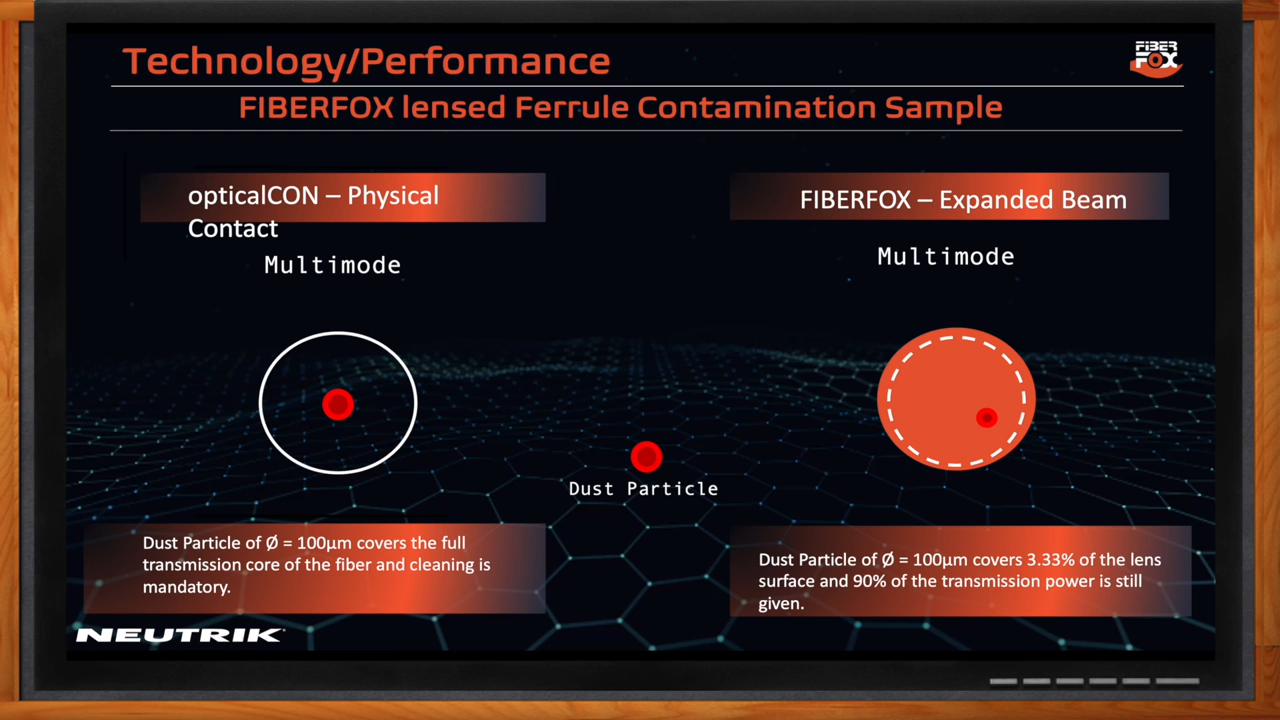 Technology/Performance
FIBER
FOX
FIBERFOX lensed Ferrule Contamination Sample
opticalCON – Physical
Contact
Multimode
FIBERFOX – Expanded Beam
Multimode
Dust Particle
Dust Particle of Ø = 100µm covers the full
transmission core of the fiber and cleaning is
mandatory.
Dust Particle of Ø = 100µm covers 3.33% of the lens
surface and 90% of the transmission power is still
given.
NEUTRIK®